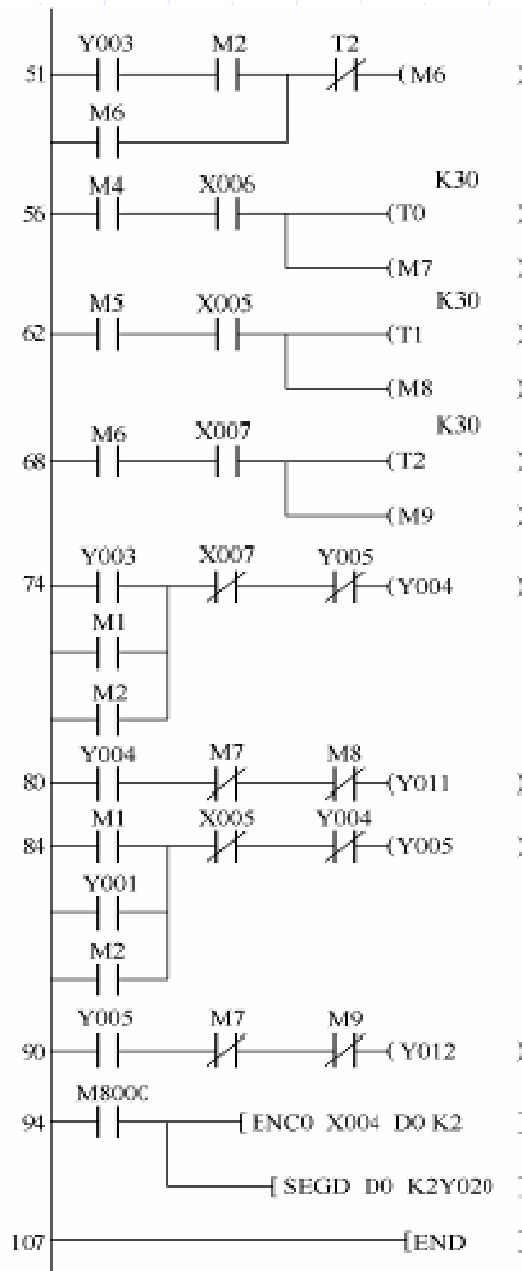 Y003 M2 T2
51 (M6 )
M6
M4 X006 K30
56 (T0 )
(M7 )
M5 X005 K30
62 (T1 )
(M8 )
M6 X007 K30
68 (T2 )
(M9 )
Y003 X007 Y005
74 (Y004 )
M1
M2
Y004 M7 M8
80 (Y011 )
M1 X005 Y004
84 (Y005 )
Y001
M2
Y005 M7 M9
90 (Y012 )
M8000
94 [ENCO X004 D0 K2 ]
[SEGD D0 K2Y020 ]
107 [END ]